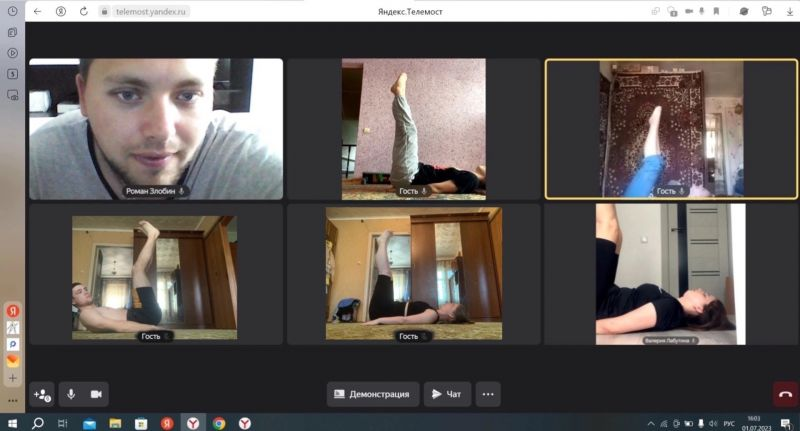 telemost.yandex.ru
Яндекс.Телемост
Роман Злобин
Гость
Гость
Гость
Гость
Валерия Лабутина
Демонстрация
Чат
РУС
16:03
01.07.2023